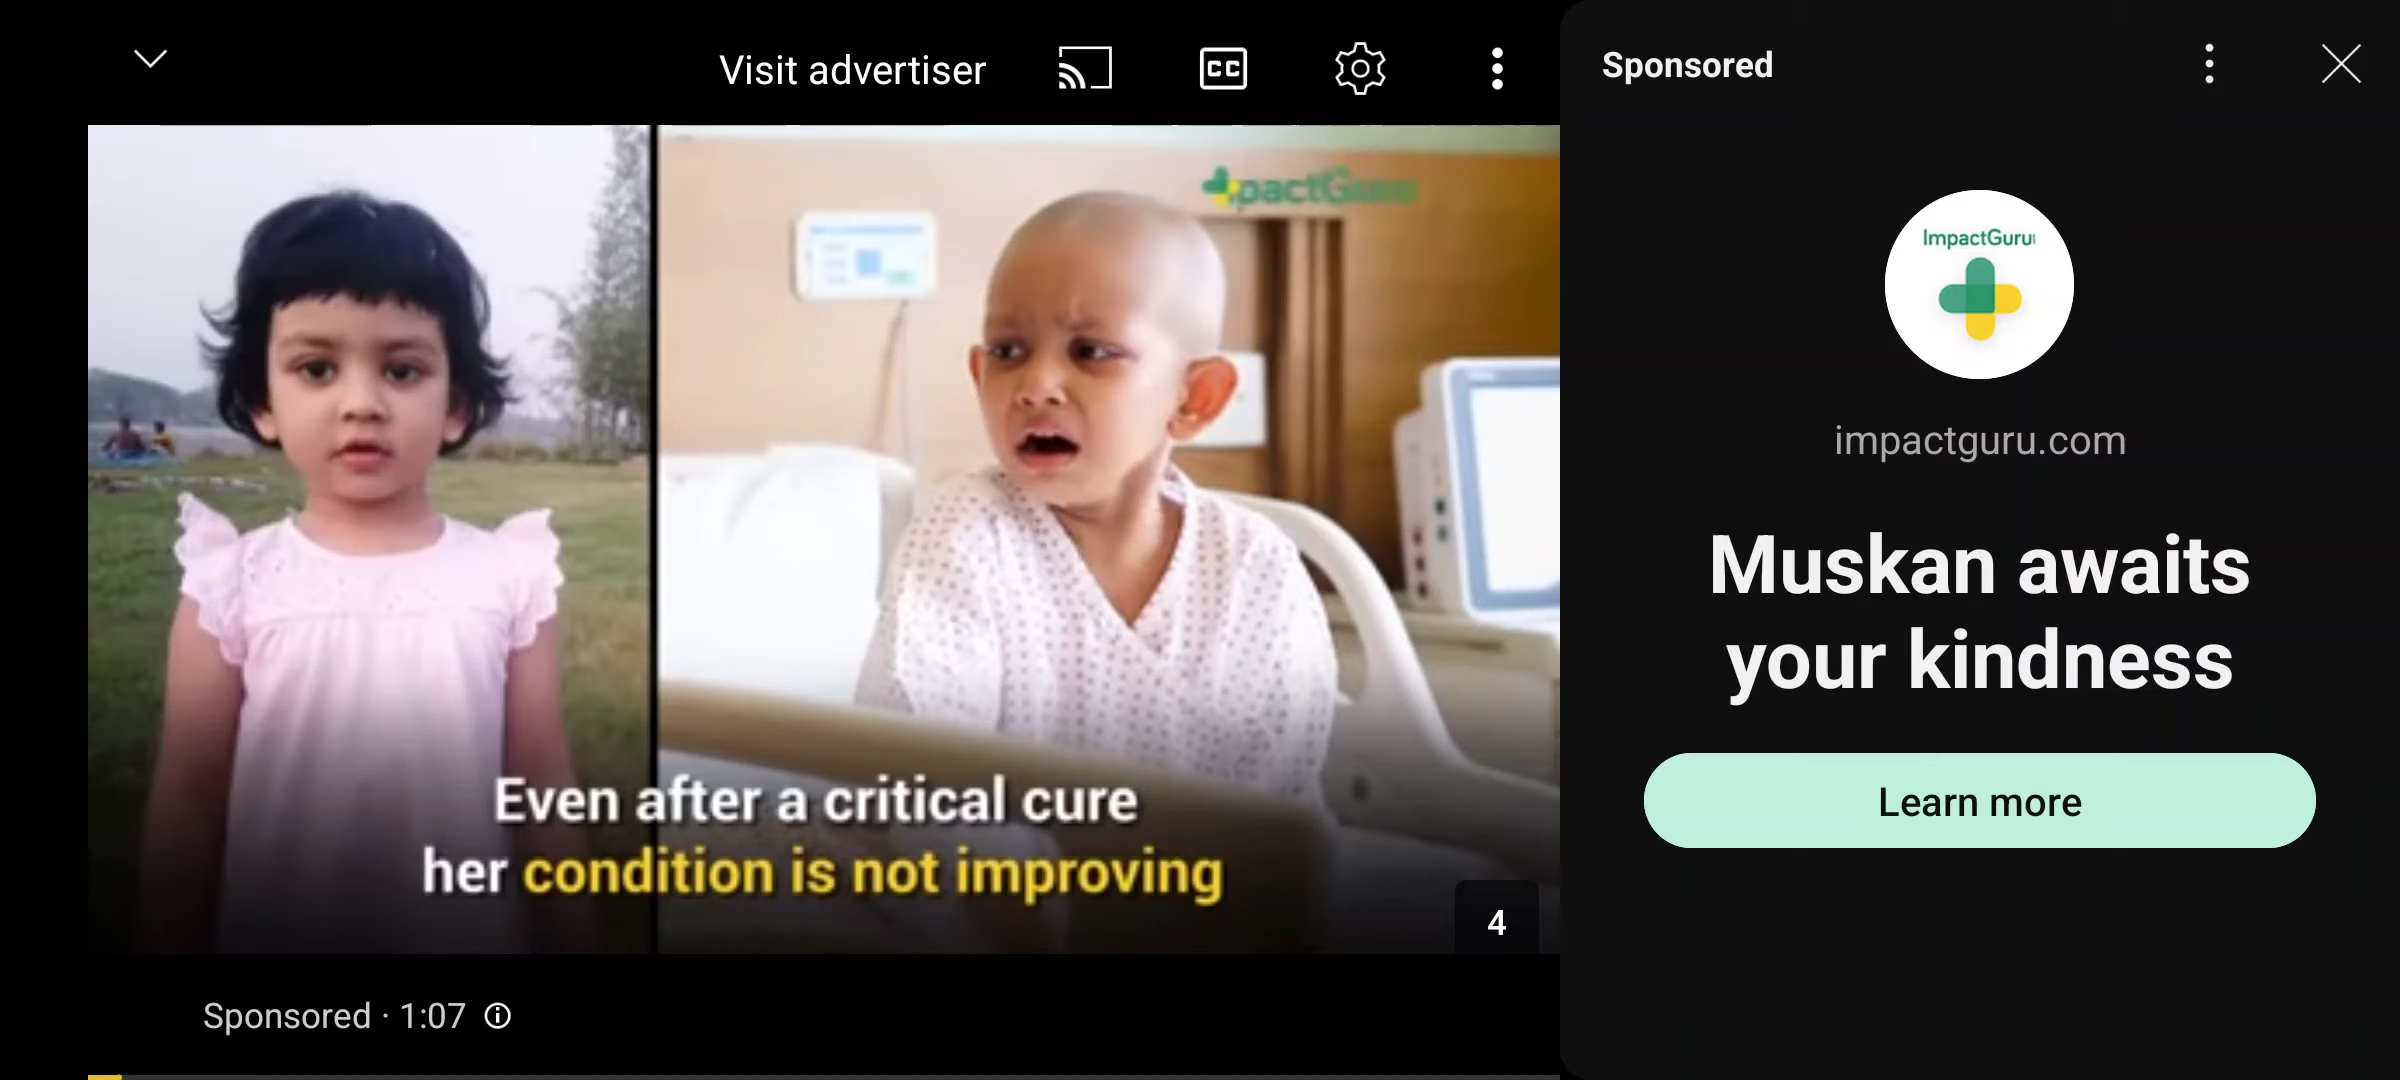 Visit advertiser
CC
Sponsored
ImpactGuru
impactguru.com
Muskan awaits
your kindness
Learn more
Even after a critical cure
her condition is not improving
4
Sponsored · 1:07